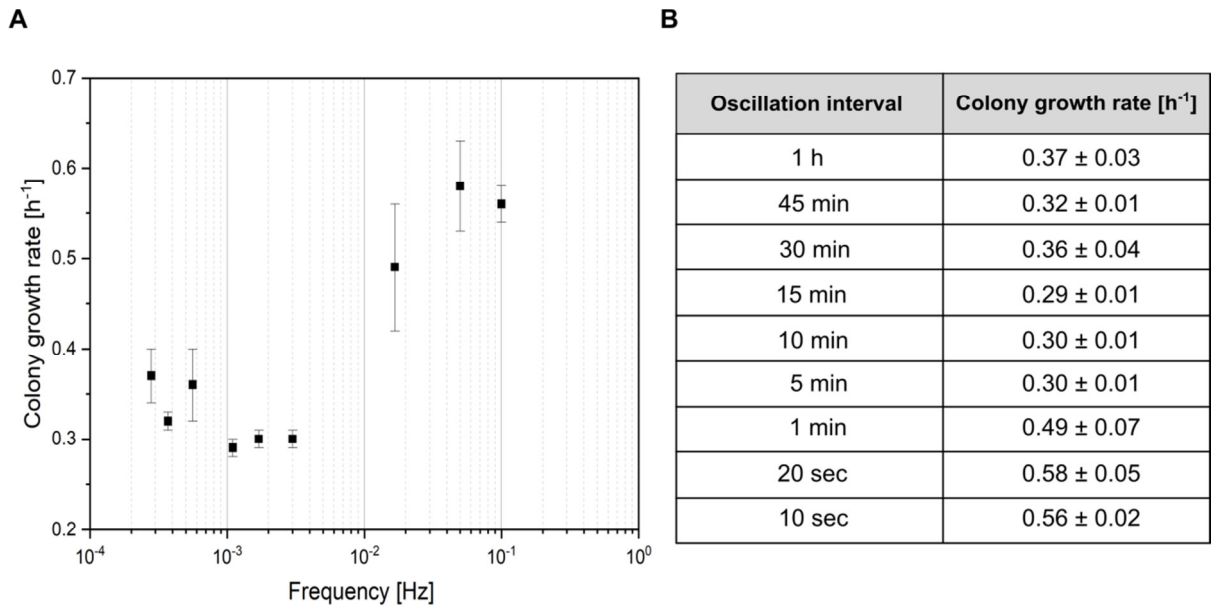 A
B
0.7
0.6
0.5
0.4
0.3
0.2
10⁻⁴
10⁻³
10⁻²
10⁻¹
10⁰
Colony growth rate [h⁻¹]
Frequency [Hz]
Oscillation interval Colony growth rate [h⁻¹]
1 h 0.37 ± 0.03
45 min 0.32 ± 0.01
30 min 0.36 ± 0.04
15 min 0.29 ± 0.01
10 min 0.30 ± 0.01
5 min 0.30 ± 0.01
1 min 0.49 ± 0.07
20 sec 0.58 ± 0.05
10 sec 0.56 ± 0.02